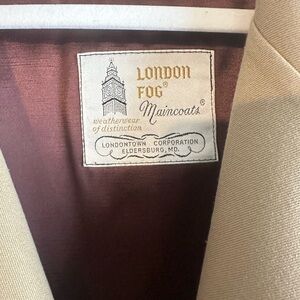 LONDON
FOG®
Maincoats®
weatherwear
of distinction
LONDONTOWN CORPORATION
ELDERSBURG, MD.